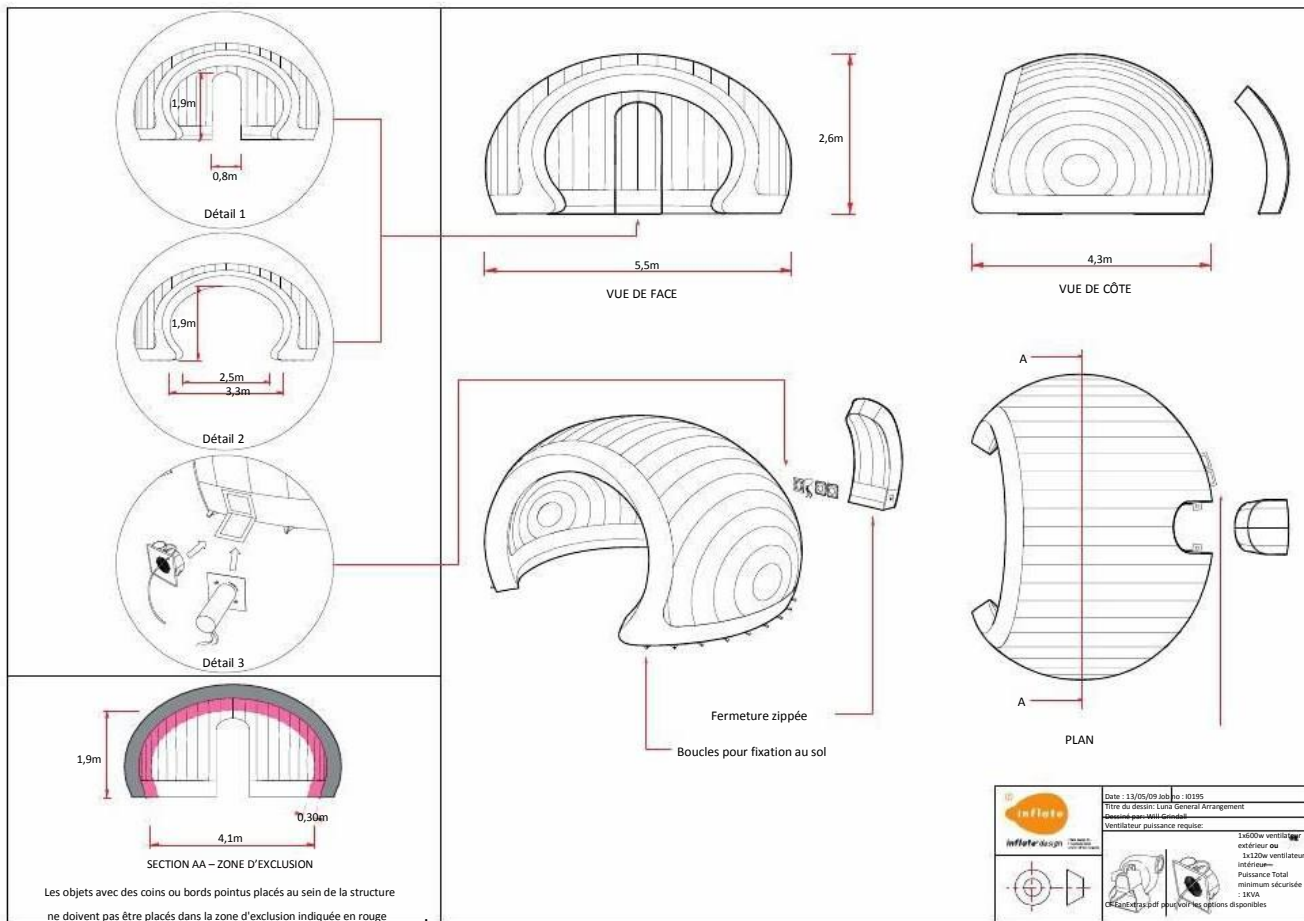 1,9m
0,8m
Détail 1
1,9m
2,5m
3,3m
Détail 2
Détail 3
1,9m
0,30m
4,1m
SECTION AA – ZONE D'EXCLUSION
Les objets avec des coins ou bords pointus placés au sein de la structure
ne doivent pas être placés dans la zone d'exclusion indiquée en rouge
2,6m
5,5m
VUE DE FACE
4,3m
VUE DE CÔTE
Fermeture zippée
Boucles pour fixation au sol
A
A
PLAN
inflate
inflate design
Date : 13/05/09 Job no : I0195
Titre du dessin: Luna General Arrangement
Dessiné par: Will Grindall
Ventilateur puissance requise:
1x600w ventilateur
extérieur ou
1x120w ventilateur
intérieur
Puissance Total
minimum sécurisée
: 1KVA
Cf FanExtras.pdf pour voir les options disponibles